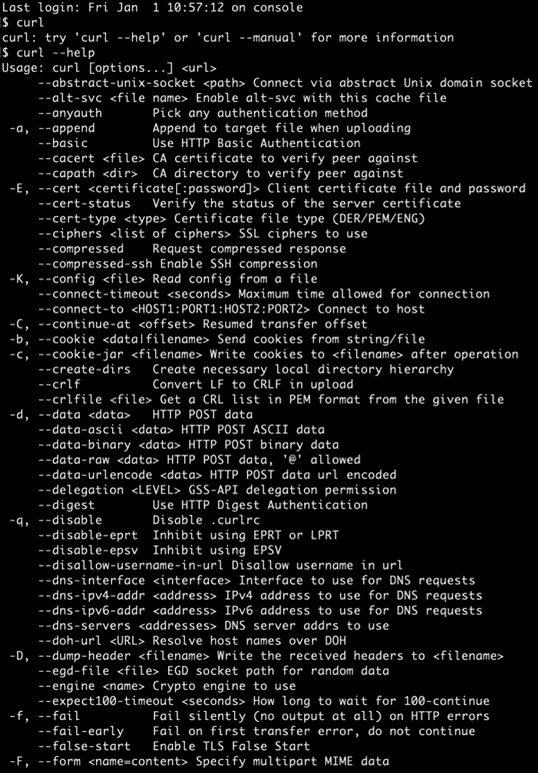 Last login: Fri Jan  1 10:57:12 on console
$ curl
curl: try 'curl --help' or 'curl --manual' for more information
$ curl --help
Usage: curl [options...] <url>
     --abstract-unix-socket <path> Connect via abstract Unix domain socket
     --alt-svc <file name> Enable alt-svc with this cache file
     --anyauth       Pick any authentication method
 -a, --append        Append to target file when uploading
     --basic         Use HTTP Basic Authentication
     --cacert <file> CA certificate to verify peer against
     --capath <dir>  CA directory to verify peer against
 -E, --cert <certificate[:password]> Client certificate file and password
     --cert-status   Verify the status of the server certificate
     --cert-type <type> Certificate file type (DER/PEM/ENG)
     --ciphers <list of ciphers> SSL ciphers to use
     --compressed    Request compressed response
     --compressed-ssh Enable SSH compression
 -K, --config <file> Read config from a file
     --connect-timeout <seconds> Maximum time allowed for connection
     --connect-to <HOST1:PORT1:HOST2:PORT2> Connect to host
 -C, --continue-at <offset> Resumed transfer offset
 -b, --cookie <data|filename> Send cookies from string/file
 -c, --cookie-jar <filename> Write cookies to <filename> after operation
     --create-dirs   Create necessary local directory hierarchy
     --crlf          Convert LF to CRLF in upload
     --crlfile <file> Get a CRL list in PEM format from the given file
 -d, --data <data>   HTTP POST data
     --data-ascii <data> HTTP POST ASCII data
     --data-binary <data> HTTP POST binary data
     --data-raw <data> HTTP POST data, '@' allowed
     --data-urlencode <data> HTTP POST data url encoded
     --delegation <LEVEL> GSS-API delegation permission
     --digest        Use HTTP Digest Authentication
 -q, --disable       Disable .curlrc
     --disable-eprt  Inhibit using EPRT or LPRT
     --disable-epsv  Inhibit using EPSV
     --disallow-username-in-url Disallow username in url
     --dns-interface <interface> Interface to use for DNS requests
     --dns-ipv4-addr <address> IPv4 address to use for DNS requests
     --dns-ipv6-addr <address> IPv6 address to use for DNS requests
     --dns-servers <addresses> DNS server addrs to use
     --doh-url <URL> Resolve host names over DOH
 -D, --dump-header <filename> Write the received headers to <filename>
     --egd-file <file> EGD socket path for random data
     --engine <name> Crypto engine to use
     --expect100-timeout <seconds> How long to wait for 100-continue
 -f, --fail          Fail silently (no output at all) on HTTP errors
     --fail-early    Fail on first transfer error, do not continue
     --false-start   Enable TLS False Start
 -F, --form <name=content> Specify multipart MIME data